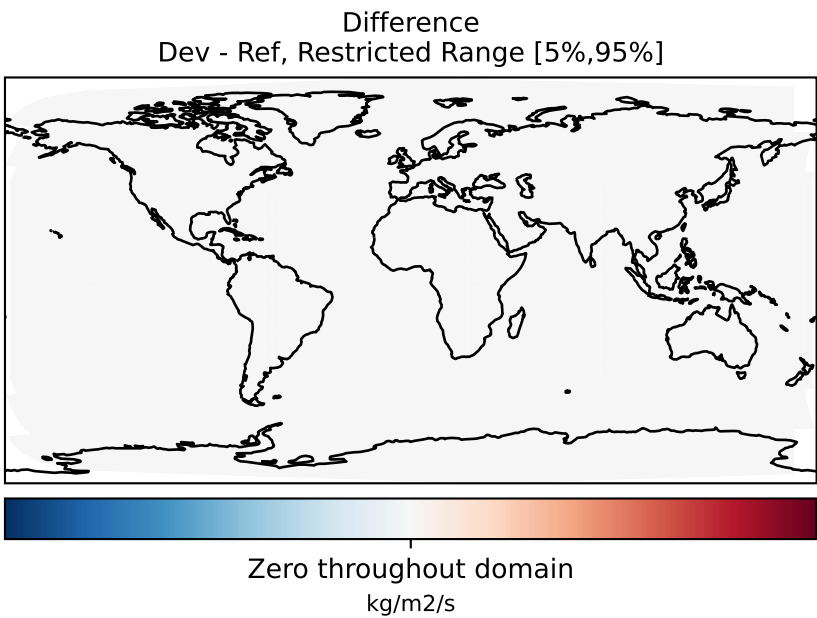 Difference
Dev - Ref, Restricted Range [5%,95%]
Zero throughout domain
kg/m2/s